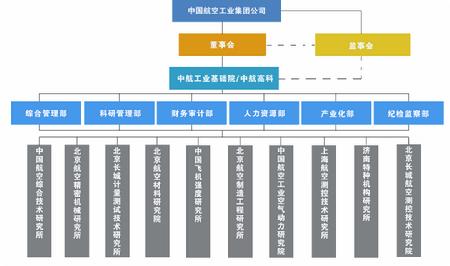 中国航空工业集团公司
董事会
监事会
中航工业基础院/中航高科
综合管理部
科研管理部
财务审计部
人力资源部
产业化部
纪检监察部
中国航空综合技术研究所
北京航空精密机械研究所
北京长城计量测试技术研究所
北京航空材料研究院
中国飞机强度研究所
北京航空制造工程研究所
中国航空工业空气动力研究院
上海航空测控技术研究所
济南特种机构研究所
北京长城航空测控技术研究院